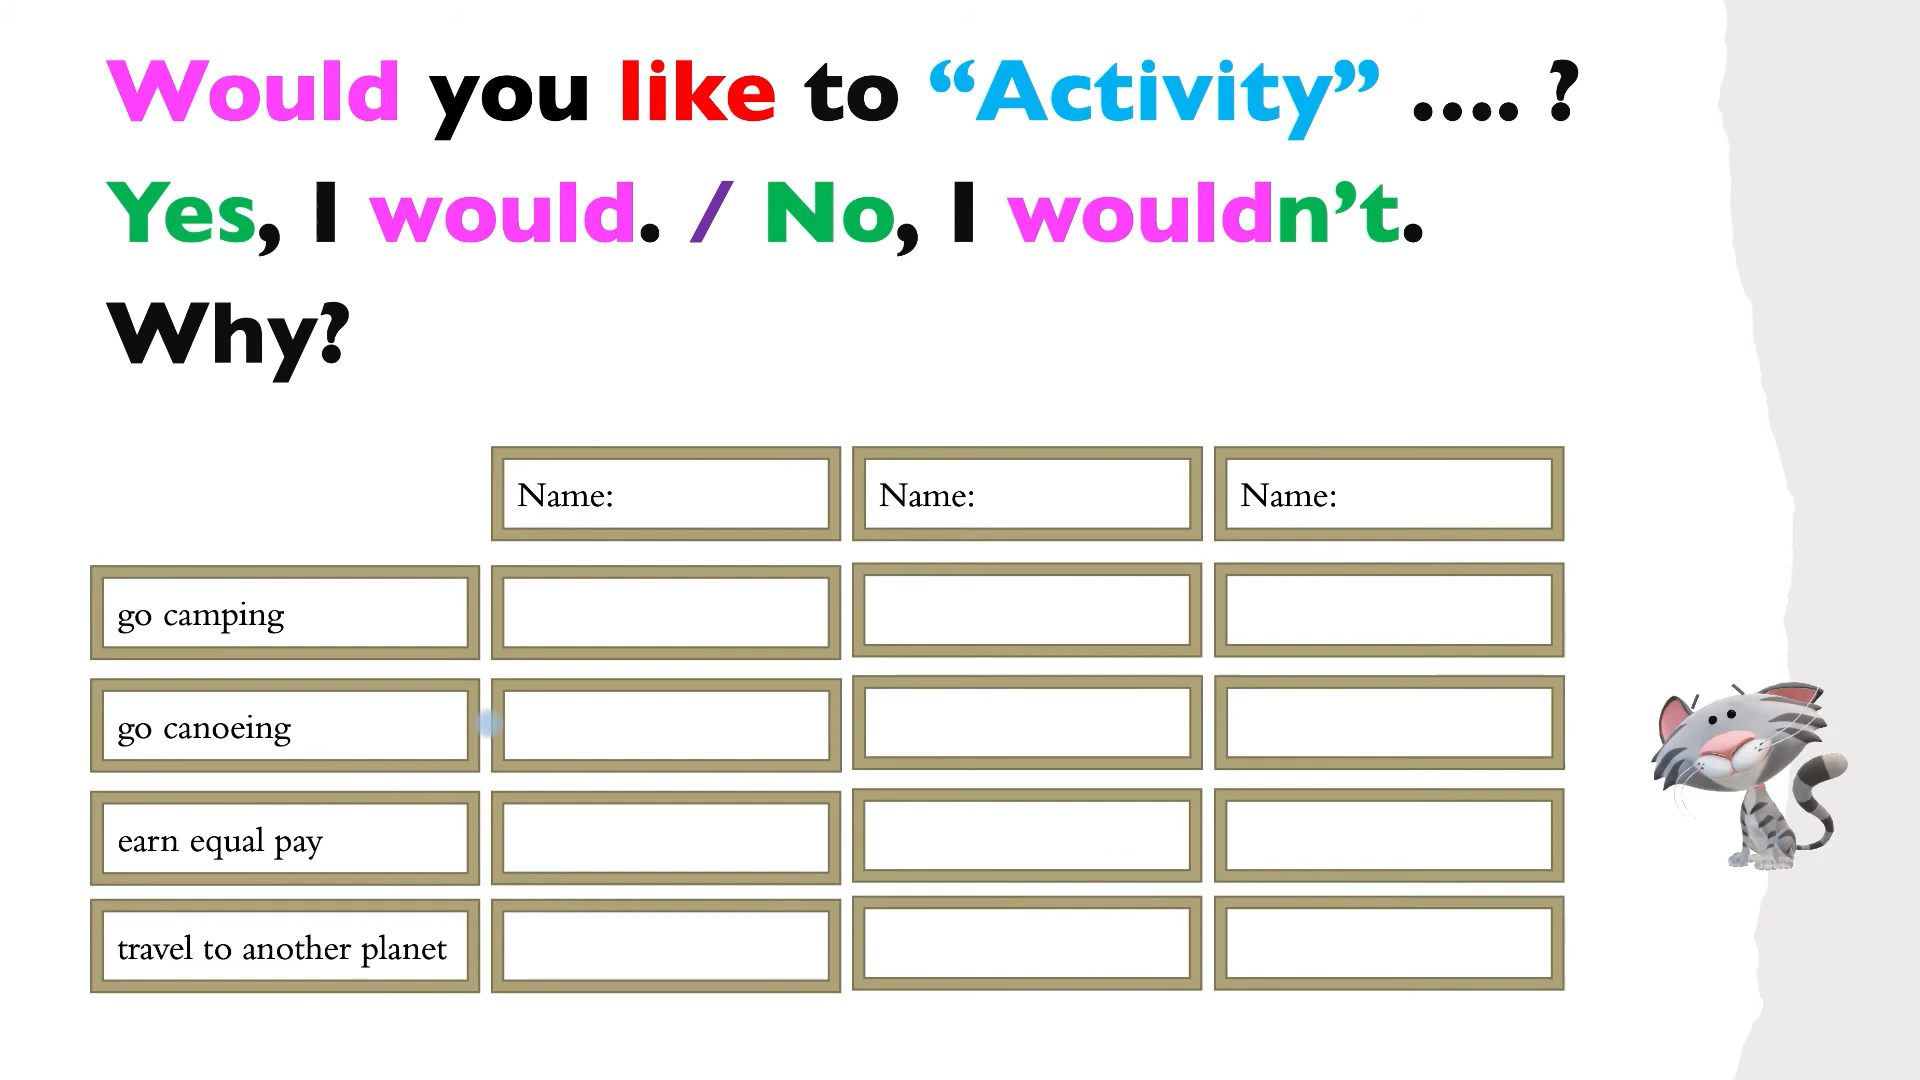 Would you like to “Activity” .... ?
Yes, I would. / No, I wouldn’t.
Why?
Name: Name: Name:
go camping
go canoeing
earn equal pay
travel to another planet